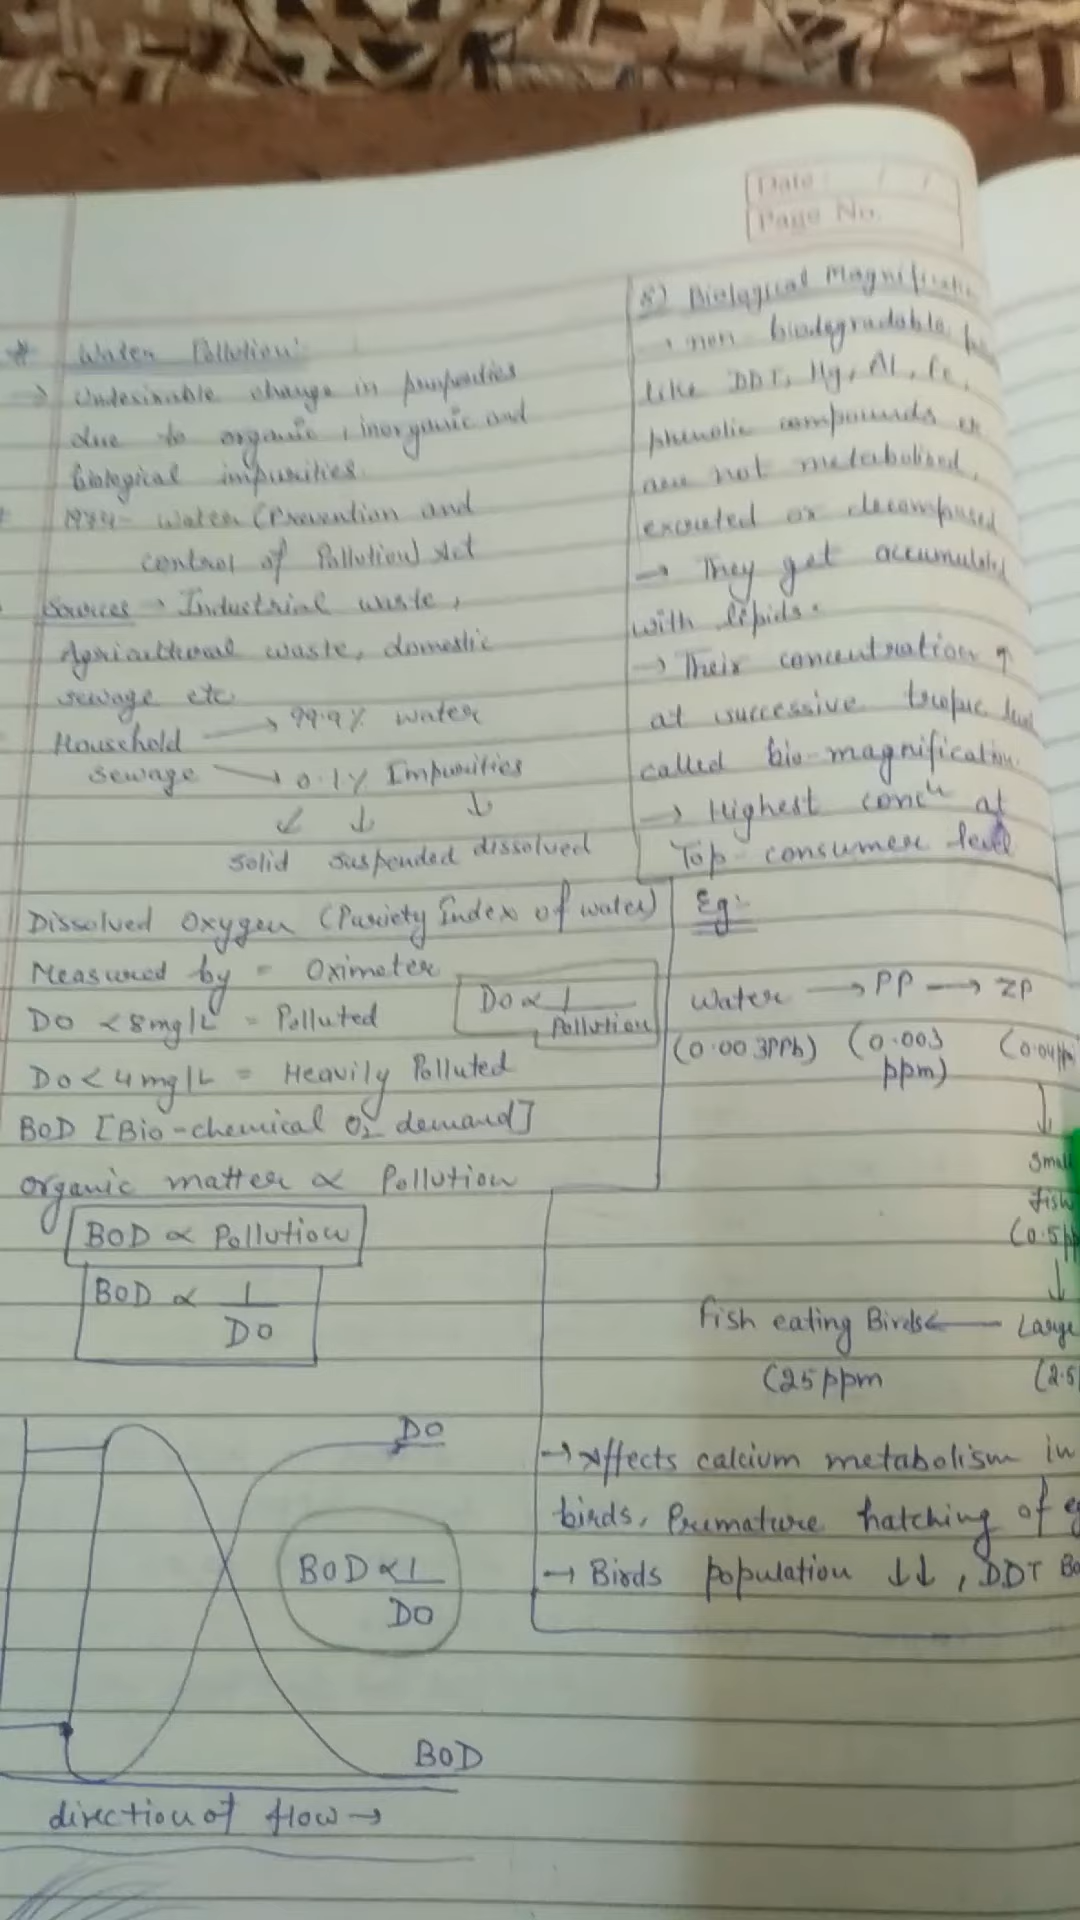 Date : / /
Page No.
# Water Pollution:
→ Undesirable change in properties
due to organic, inorganic and
biological impurities.
Water (Prevention and
control of Pollution) Act
Sources → Industrial waste,
Agricultural waste, domestic
sewage etc
Household → 99.9% water
sewage → 0.1% Impurities
↙ ↓ ↓
solid suspended dissolved
Dissolved Oxygen (Puriety Index of water)
Measured by = Oximeter
DO < 8mg/L = Polluted
DO ∝ 1
Pollution
DO < 4mg/L = Heavily Polluted
BOD [Bio-chemical O2 demand]
organic matter ∝ Pollution
BOD ∝ Pollution
BOD ∝ 1
DO
DO
BOD ∝ 1
DO
BOD
direction of flow →
8) Biological
→ non biodegradable
like DDT, Hg, Al,
phenolic compounds
are not metabolised,
excreted or decomposed
→ They get accumulated
with lipids.
→ Their concentration ↑
at successive tropic
called bio-magnification
→ Highest concn at
Top consumer level
Eg:-
Water → PP → ZP
(0.003PPb) (0.003
ppm)
↓
Small
fish
(0.5
↓
Fish eating Birds ← Large
(25ppm (2.5
→ Affects calcium metabolism in
birds, Premature hatching of
→ Birds population ↓↓, DDT